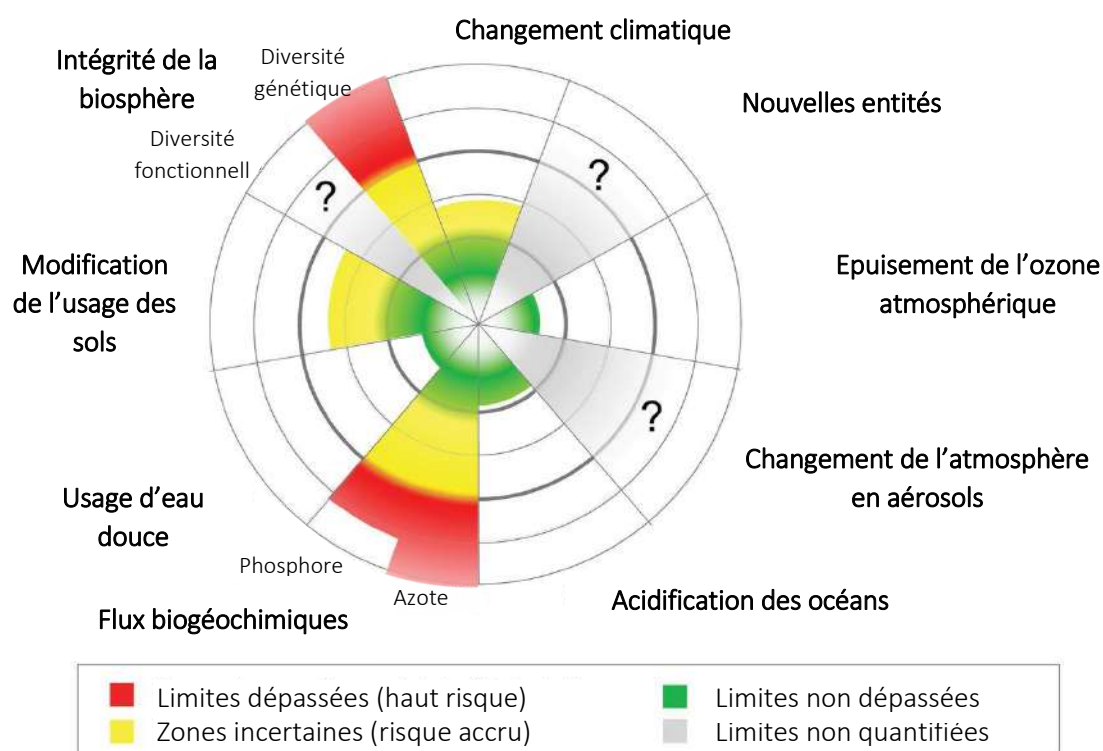 Changement climatique
Intégrité de la
biosphère
Diversité
génétique
Diversité
fonctionnell
Nouvelles entités
?
?
Modification
de l’usage des
sols
Epuisement de l’ozone
atmosphérique
?
Changement de l’atmosphère
en aérosols
Usage d’eau
douce
Phosphore
Azote
Acidification des océans
Flux biogéochimiques
Limites dépassées (haut risque)
Zones incertaines (risque accru)
Limites non dépassées
Limites non quantifiées